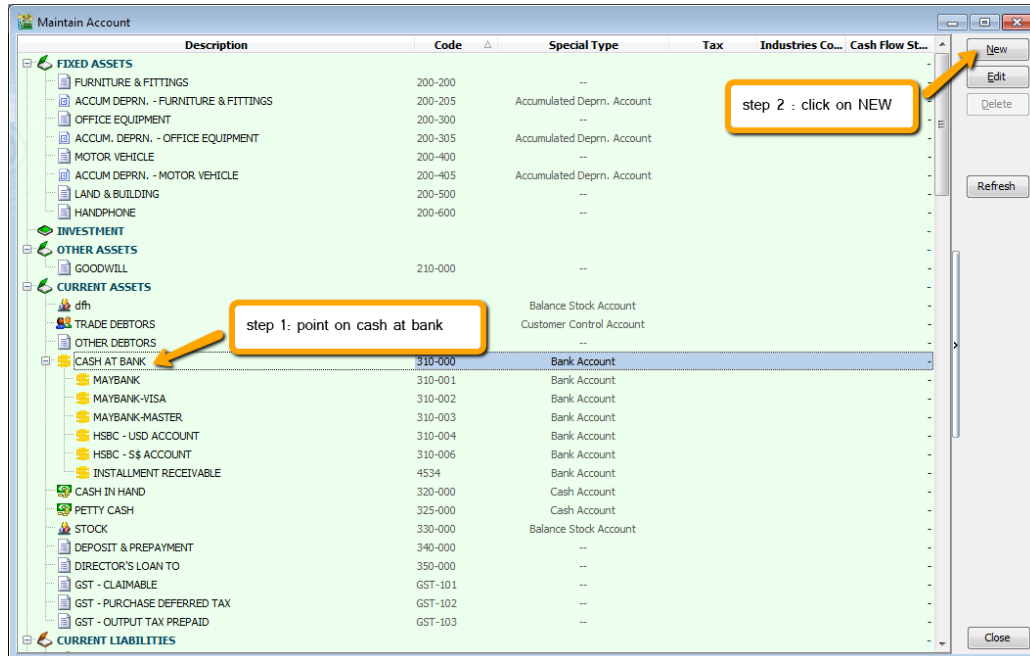 Maintain Account
Description Code Special Type Tax Industries Co... Cash Flow St...
New
FIXED ASSETS -
FURNITURE & FITTINGS 200-200 -- -
Edit
ACCUM DEPRN. - FURNITURE & FITTINGS 200-205 Accumulated Deprn. Account -
step 2 : click on NEW
Delete
OFFICE EQUIPMENT 200-300 -- -
ACCUM. DEPRN. - OFFICE EQUIPMENT 200-305 Accumulated Deprn. Account -
MOTOR VEHICLE 200-400 -- -
ACCUM DEPRN. - MOTOR VEHICLE 200-405 Accumulated Deprn. Account -
Refresh
LAND & BUILDING 200-500 -- -
HANDPHONE 200-600 -- -
INVESTMENT -
OTHER ASSETS -
GOODWILL 210-000 -- -
CURRENT ASSETS -
dfh Balance Stock Account -
step 1: point on cash at bank
TRADE DEBTORS Customer Control Account -
OTHER DEBTORS -- -
CASH AT BANK 310-000 Bank Account -
MAYBANK 310-001 Bank Account -
MAYBANK-VISA 310-002 Bank Account -
MAYBANK-MASTER 310-003 Bank Account -
HSBC - USD ACCOUNT 310-004 Bank Account -
HSBC - S$ ACCOUNT 310-006 Bank Account -
INSTALLMENT RECEIVABLE 4534 Bank Account -
CASH IN HAND 320-000 Cash Account -
PETTY CASH 325-000 Cash Account -
STOCK 330-000 Balance Stock Account -
DEPOSIT & PREPAYMENT 340-000 -- -
DIRECTOR'S LOAN TO 350-000 -- -
GST - CLAIMABLE GST-101 -- -
GST - PURCHASE DEFERRED TAX GST-102 -- -
GST - OUTPUT TAX PREPAID GST-103 -- -
CURRENT LIABILITIES -
Close